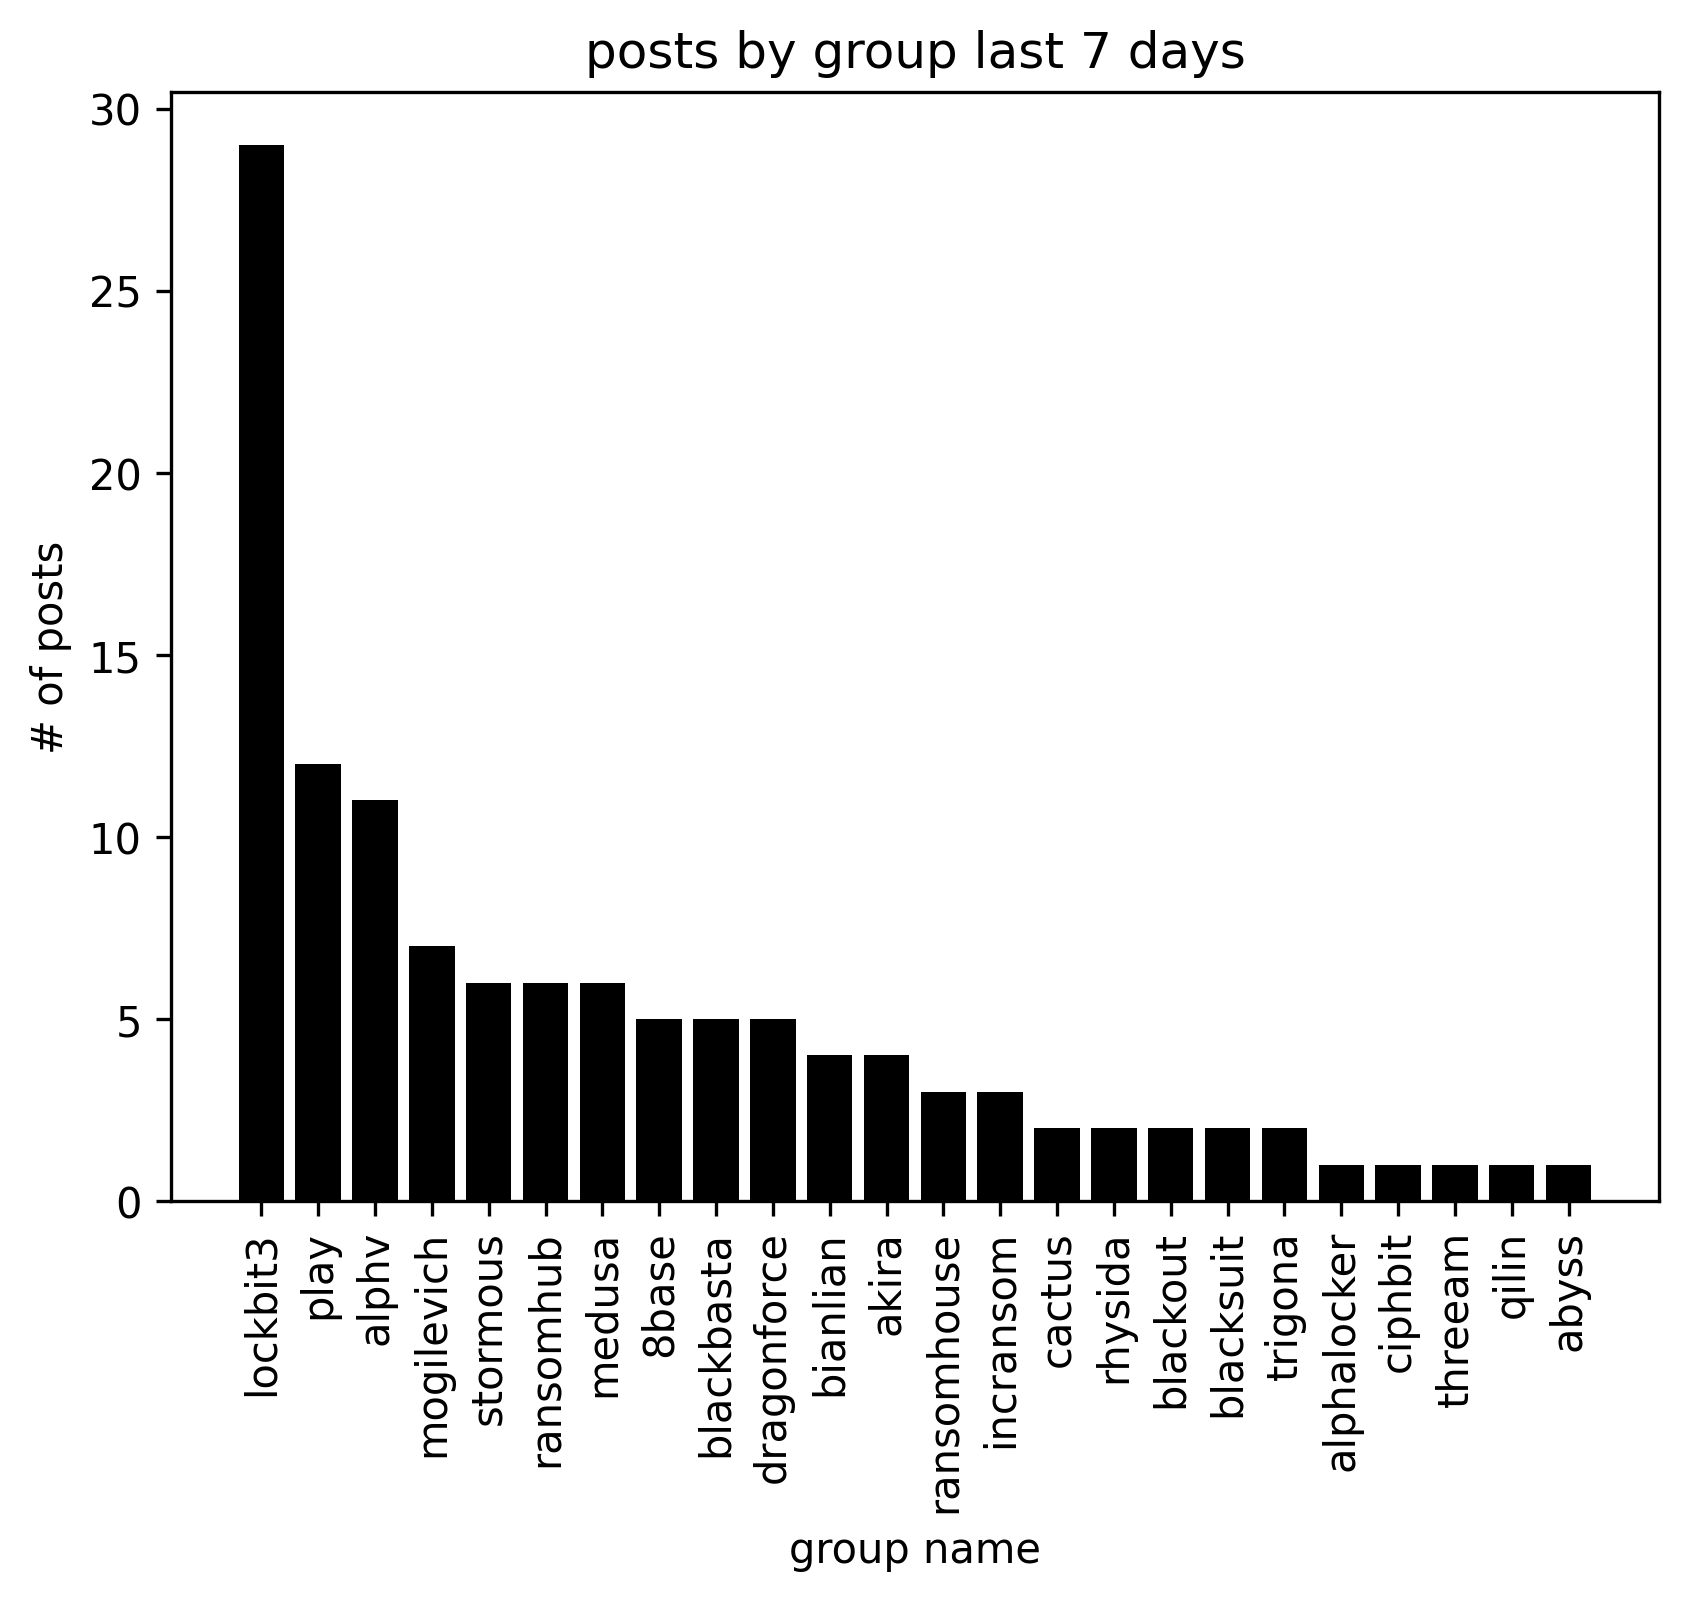 posts by group last 7 days
30
25
20
15
10
5
0
# of posts
lockbit3
play
alphv
mogilevich
stormous
ransomhub
medusa
8base
blackbasta
dragonforce
bianlian
akira
ransomhouse
incransom
cactus
rhysida
blackout
blacksuit
trigona
alphalocker
ciphbit
threeam
qilin
abyss
group name